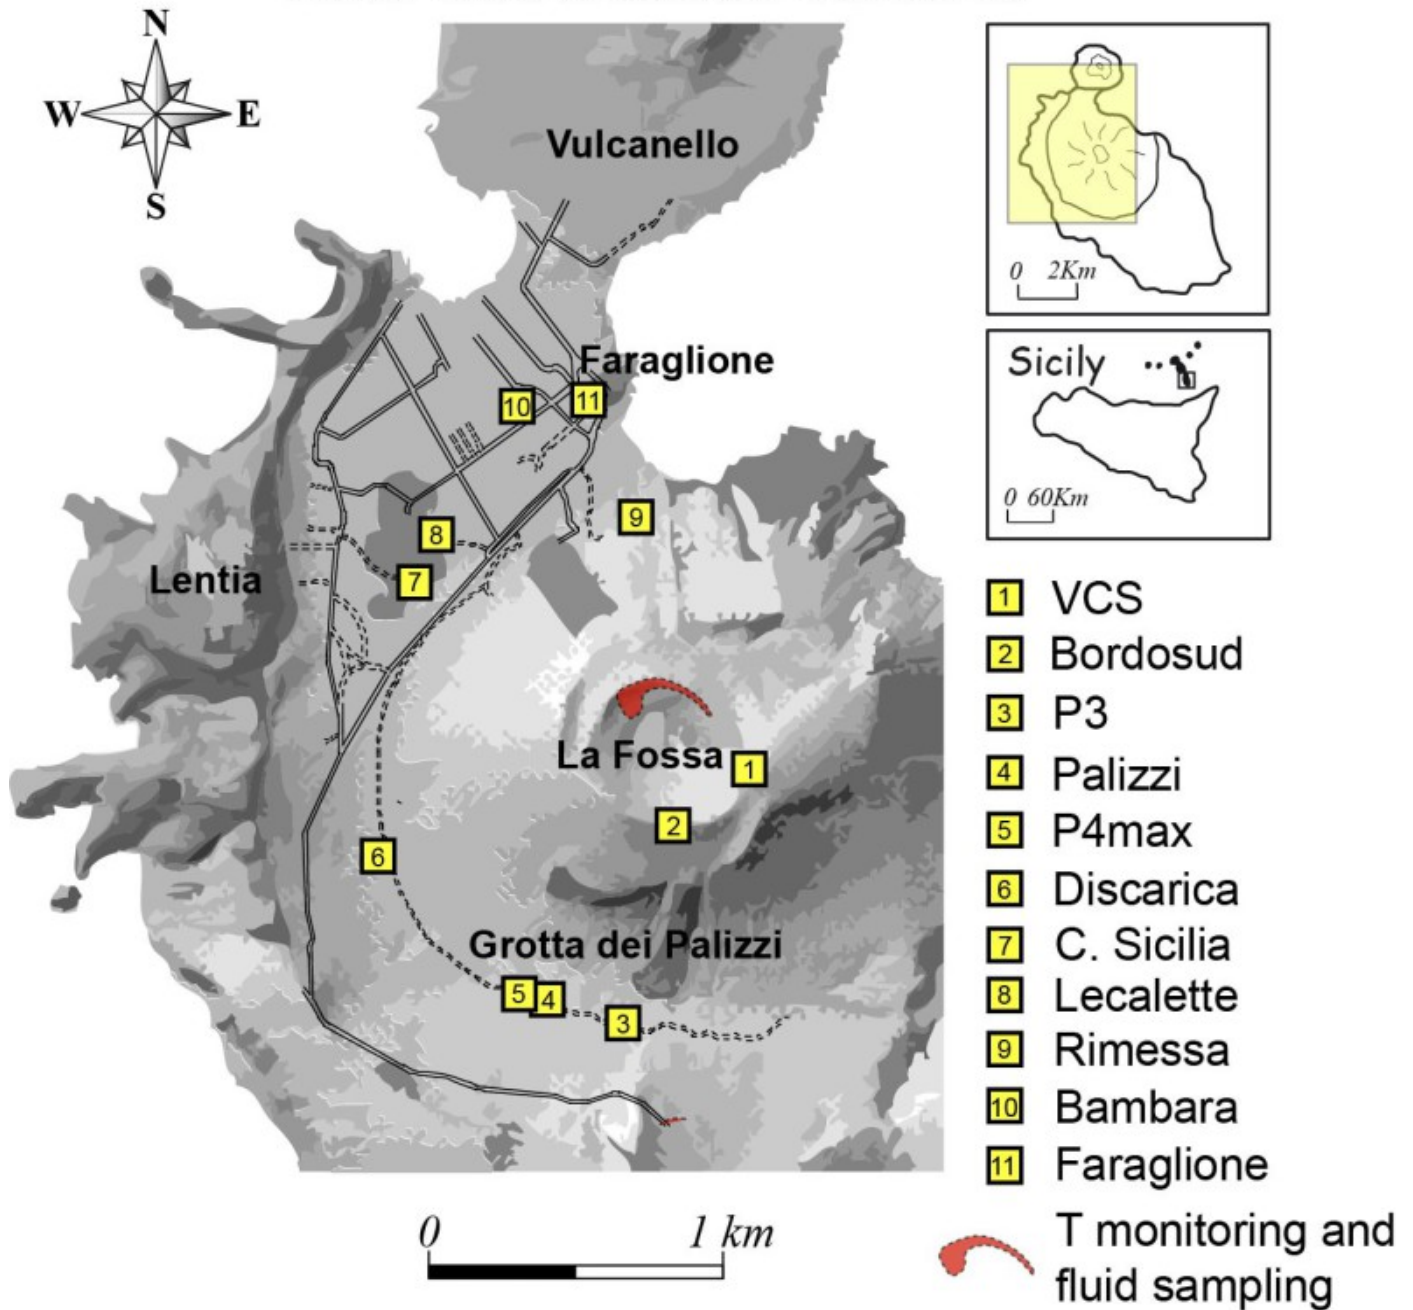 N
W E
S
Vulcanello
0 2Km
Faraglione
Sicily
10
11
0 60Km
9
8
Lentia
7
1 VCS
2 Bordosud
3 P3
La Fossa
1
4 Palizzi
2
5 P4max
6
6 Discarica
Grotta dei Palizzi
7 C. Sicilia
5
4
8 Lecalette
3
9 Rimessa
10 Bambara
11 Faraglione
0 1 km
T monitoring and
fluid sampling